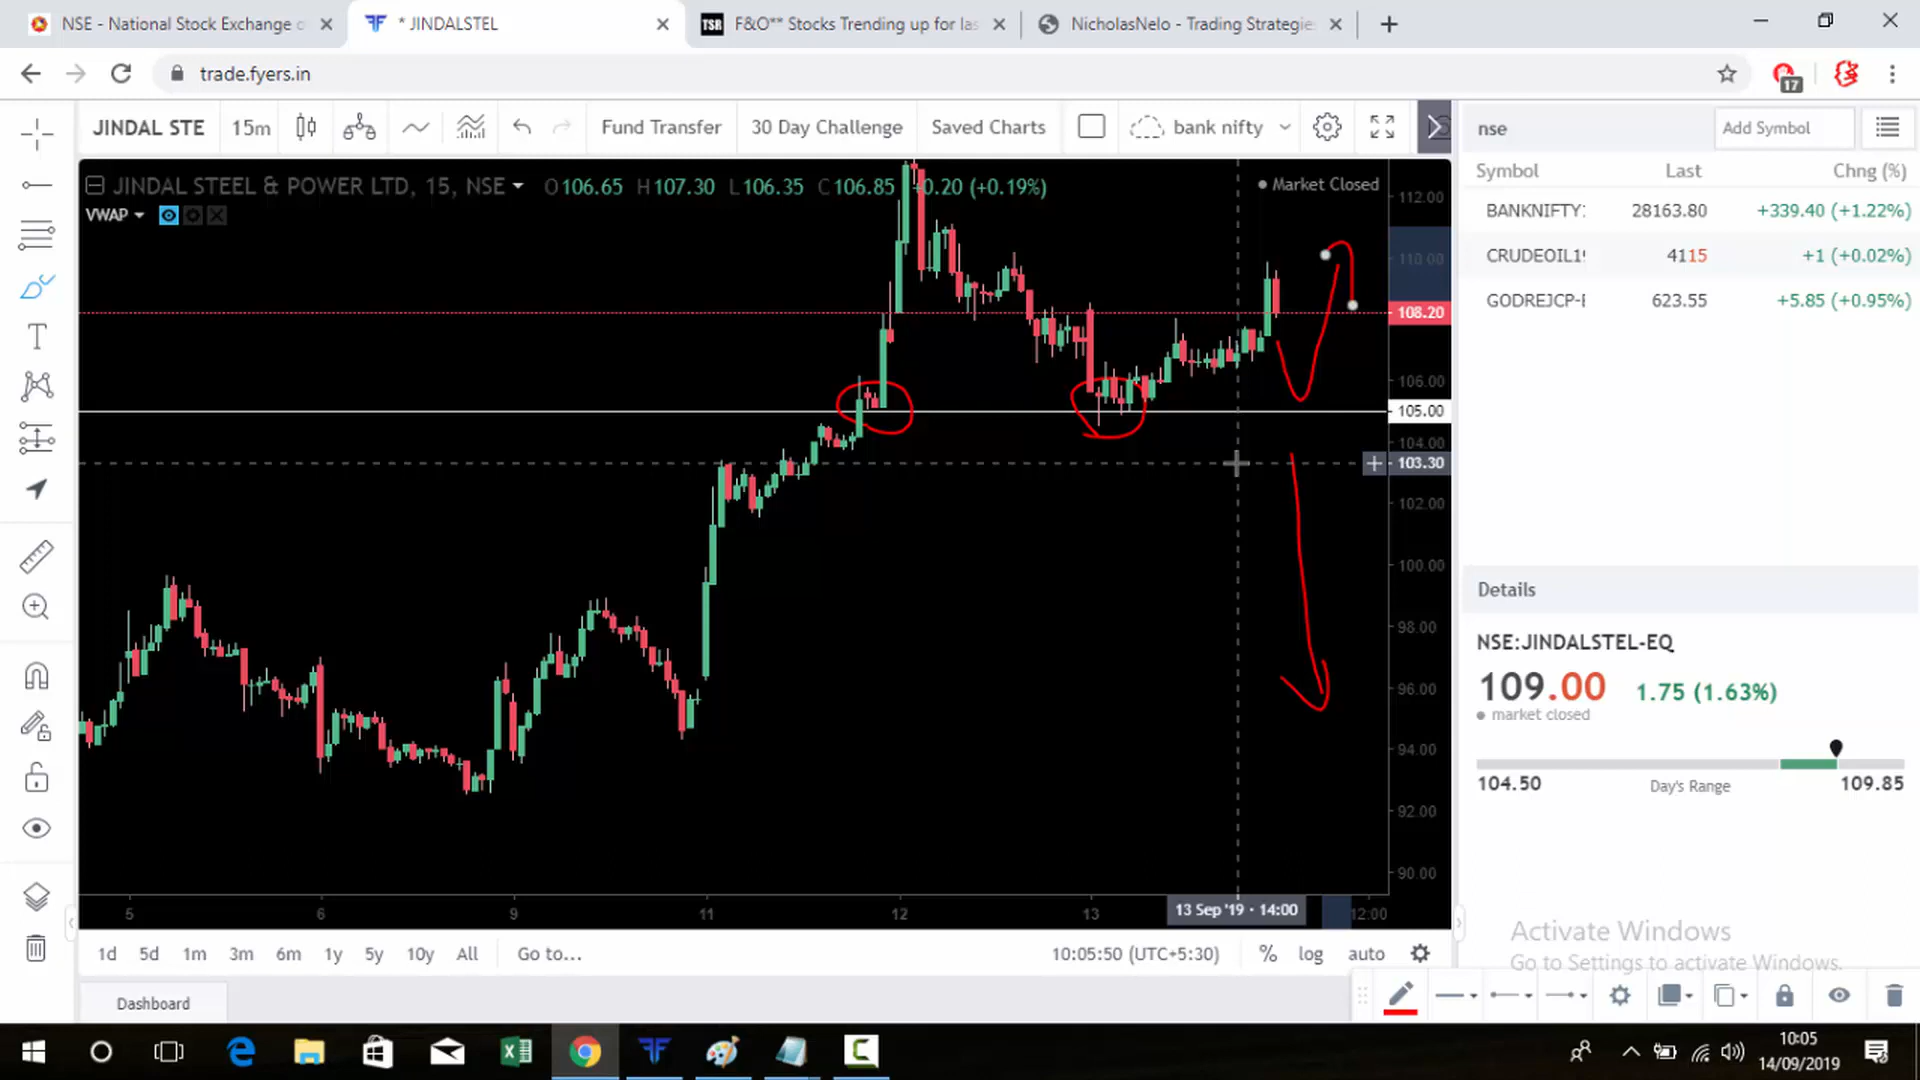 NSE - National Stock Exchange o
* JINDALSTEL
TSR F&O** Stocks Trending up for las
NicholasNelo - Trading Strategie
trade.fyers.in
17
JINDAL STE
15m
Fund Transfer
30 Day Challenge
Saved Charts
bank nifty
nse
Add Symbol
Symbol Last Chng (%)
BANKNIFTY: 28163.80 +339.40 (+1.22%)
CRUDEOIL1 4115 +1 (+0.02%)
GODREJCP-E 623.55 +5.85 (+0.95%)
JINDAL STEEL & POWER LTD, 15, NSE O106.65 H107.30 L106.35 C106.85 +0.20 (+0.19%)
Market Closed
VWAP
112.00
110.00
108.20
106.00
105.00
104.00
103.30
102.00
100.00
98.00
96.00
94.00
92.00
90.00
5 6 9 11 12 13 13 Sep '19 · 14:00 12:00
Details
NSE:JINDALSTEL-EQ
109.00 1.75 (1.63%)
market closed
104.50 Day's Range 109.85
1d 5d 1m 3m 6m 1y 5y 10y All Go to...
10:05:50 (UTC+5:30) % log auto
Activate Windows
Go to Settings to activate Windows.
Dashboard
10:05
14/09/2019